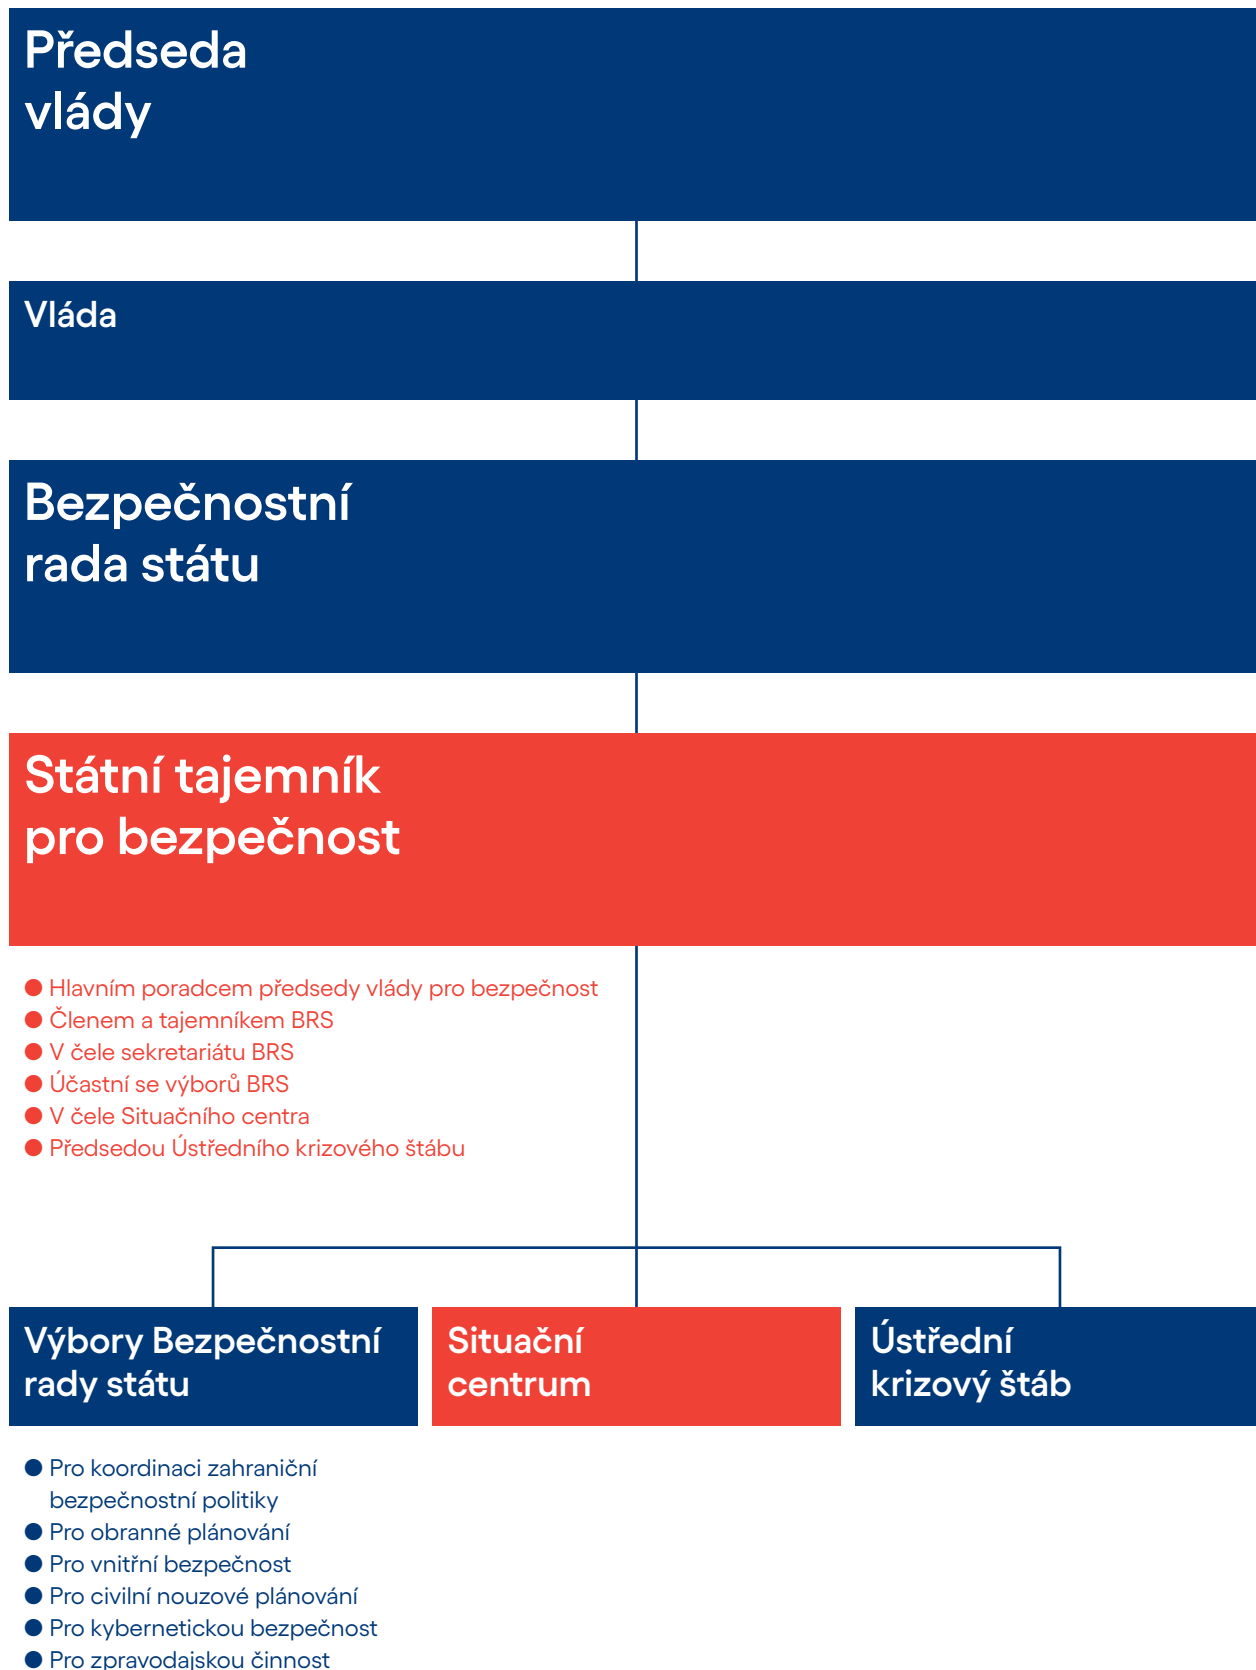 Předseda
vlády
Vláda
Bezpečnostní
rada státu
Státní tajemník
pro bezpečnost
● Hlavním poradcem předsedy vlády pro bezpečnost
● Členem a tajemníkem BRS
● V čele sekretariátu BRS
● Účastní se výborů BRS
● V čele Situačního centra
● Předsedou Ústředního krizového štábu
Výbory Bezpečnostní
rady státu
Situační
centrum
Ústřední
krizový štáb
● Pro koordinaci zahraniční
bezpečnostní politiky
● Pro obranné plánování
● Pro vnitřní bezpečnost
● Pro civilní nouzové plánování
● Pro kybernetickou bezpečnost
● Pro zpravodajskou činnost